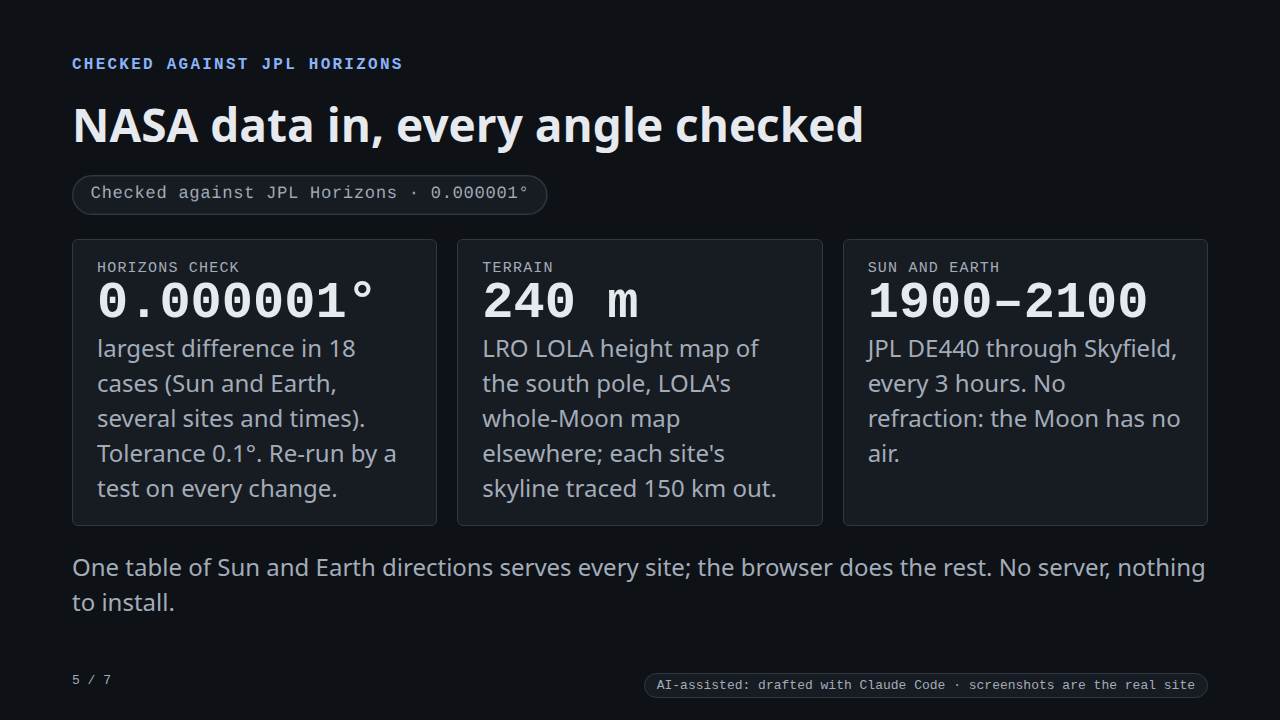 CHECKED AGAINST JPL HORIZONS
NASA data in, every angle checked
Checked against JPL Horizons · 0.000001°
HORIZONS CHECK
0.000001°
largest difference in 18
cases (Sun and Earth,
several sites and times).
Tolerance 0.1°. Re-run by a
test on every change.
TERRAIN
240 m
LRO LOLA height map of
the south pole, LOLA's
whole-Moon map
elsewhere; each site's
skyline traced 150 km out.
SUN AND EARTH
1900–2100
JPL DE440 through Skyfield,
every 3 hours. No
refraction: the Moon has no
air.
One table of Sun and Earth directions serves every site; the browser does the rest. No server, nothing
to install.
5 / 7
AI-assisted: drafted with Claude Code · screenshots are the real site